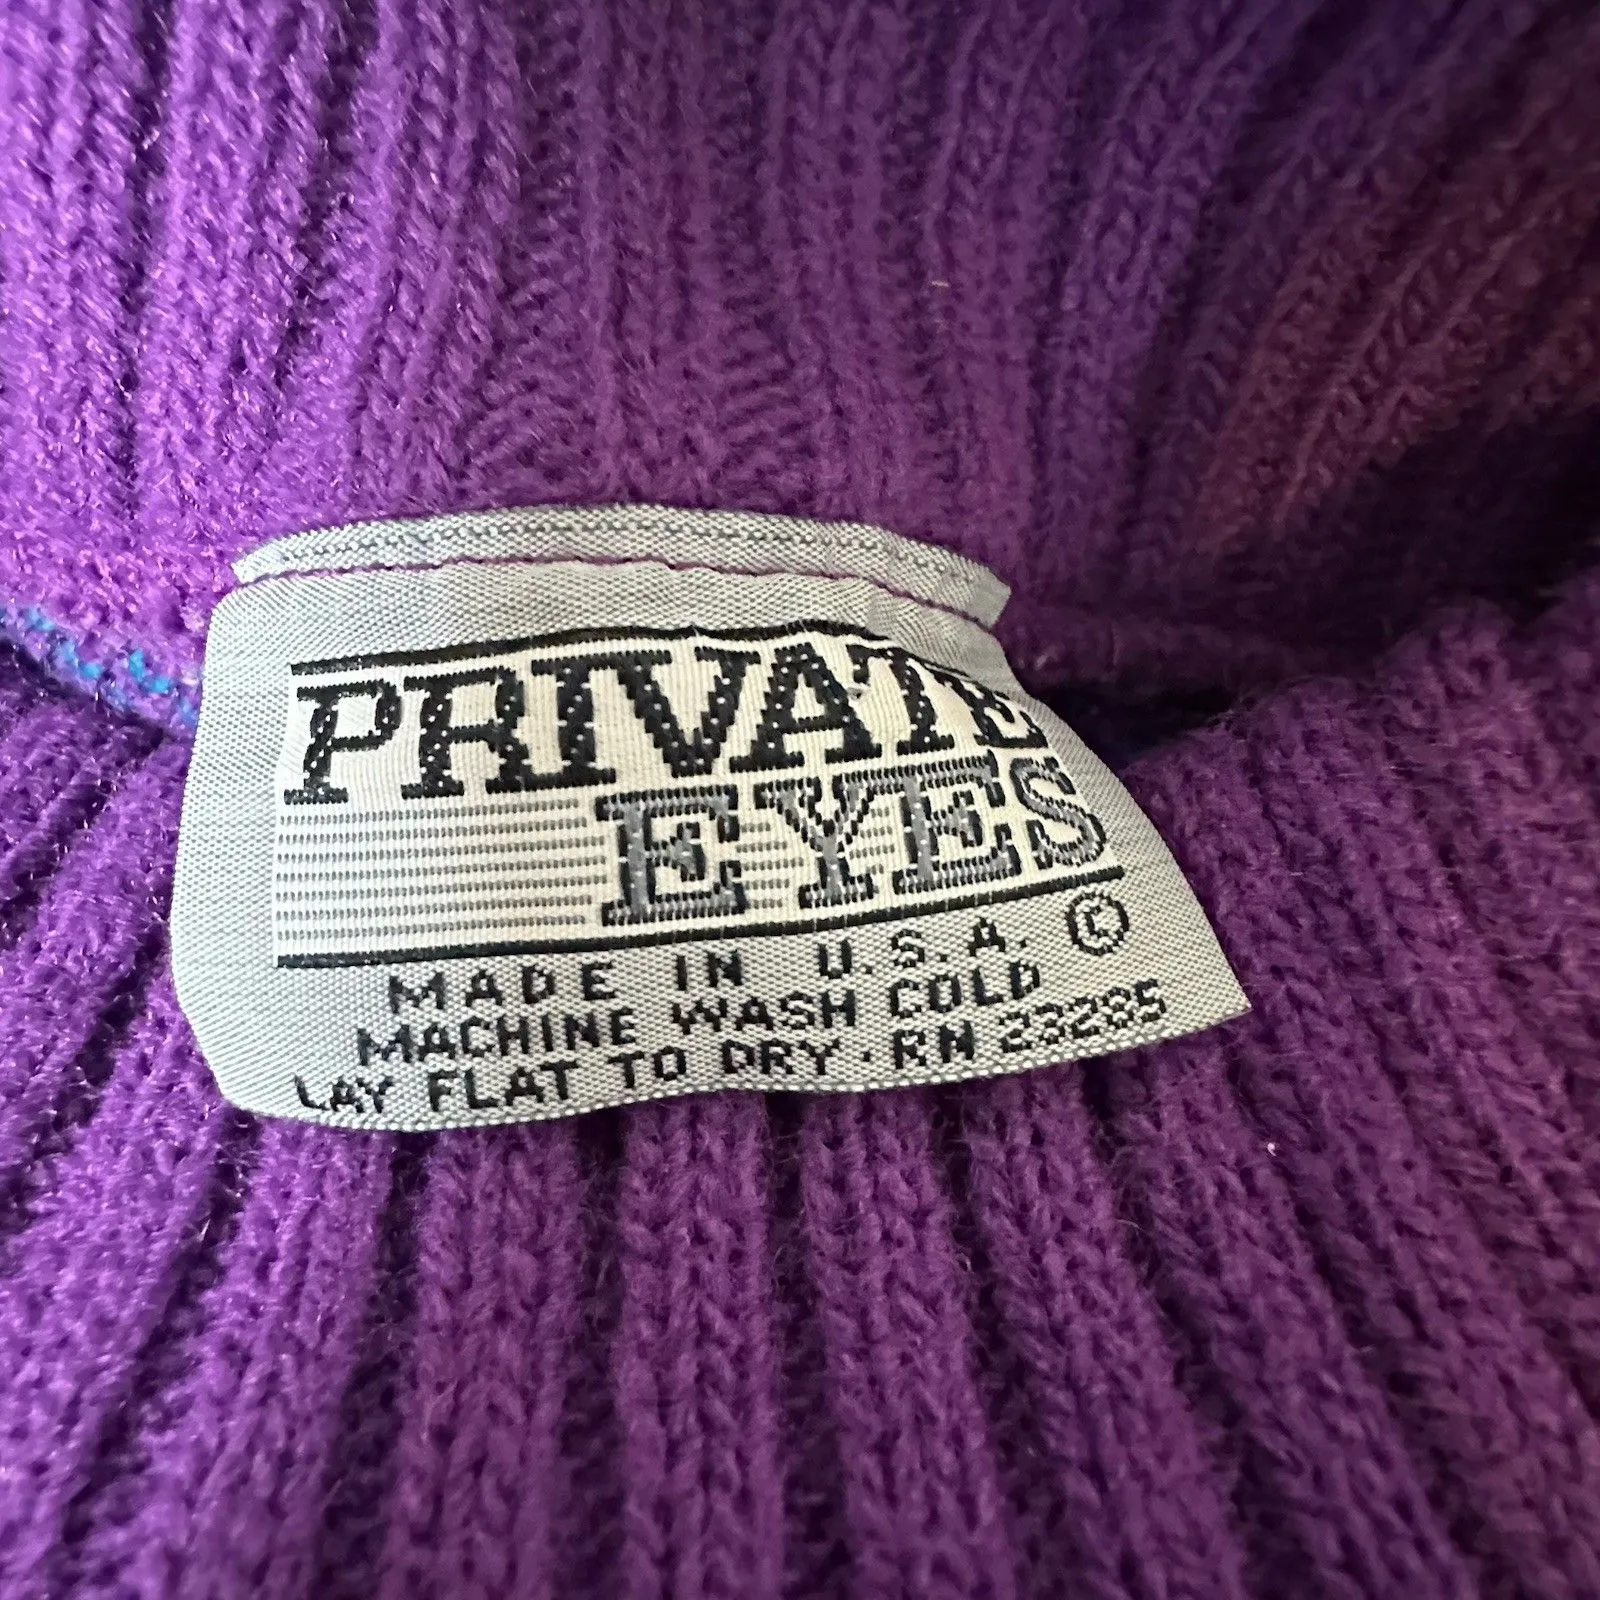 PRIVATE
EYES
MADE IN U.S.A. ©
MACHINE WASH COLD
LAY FLAT TO DRY · RN 23285